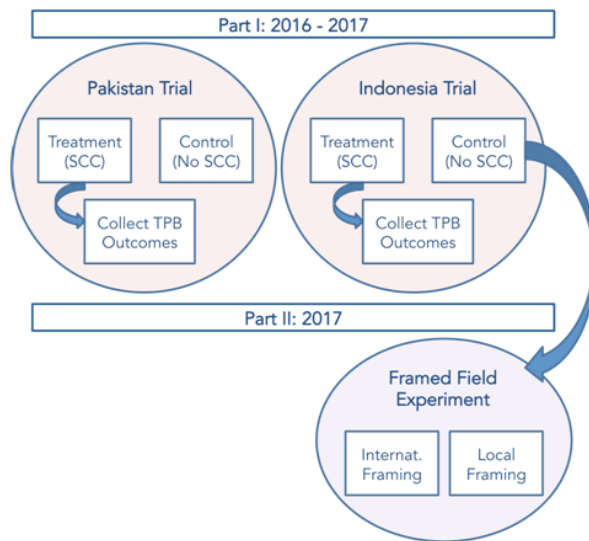 Part I: 2016 - 2017
Pakistan Trial
Treatment
(SCC)
Control
(No SCC)
Collect TPB
Outcomes
Indonesia Trial
Treatment
(SCC)
Control
(No SCC)
Collect TPB
Outcomes
Part II: 2017
Framed Field
Experiment
Internat.
Framing
Local
Framing